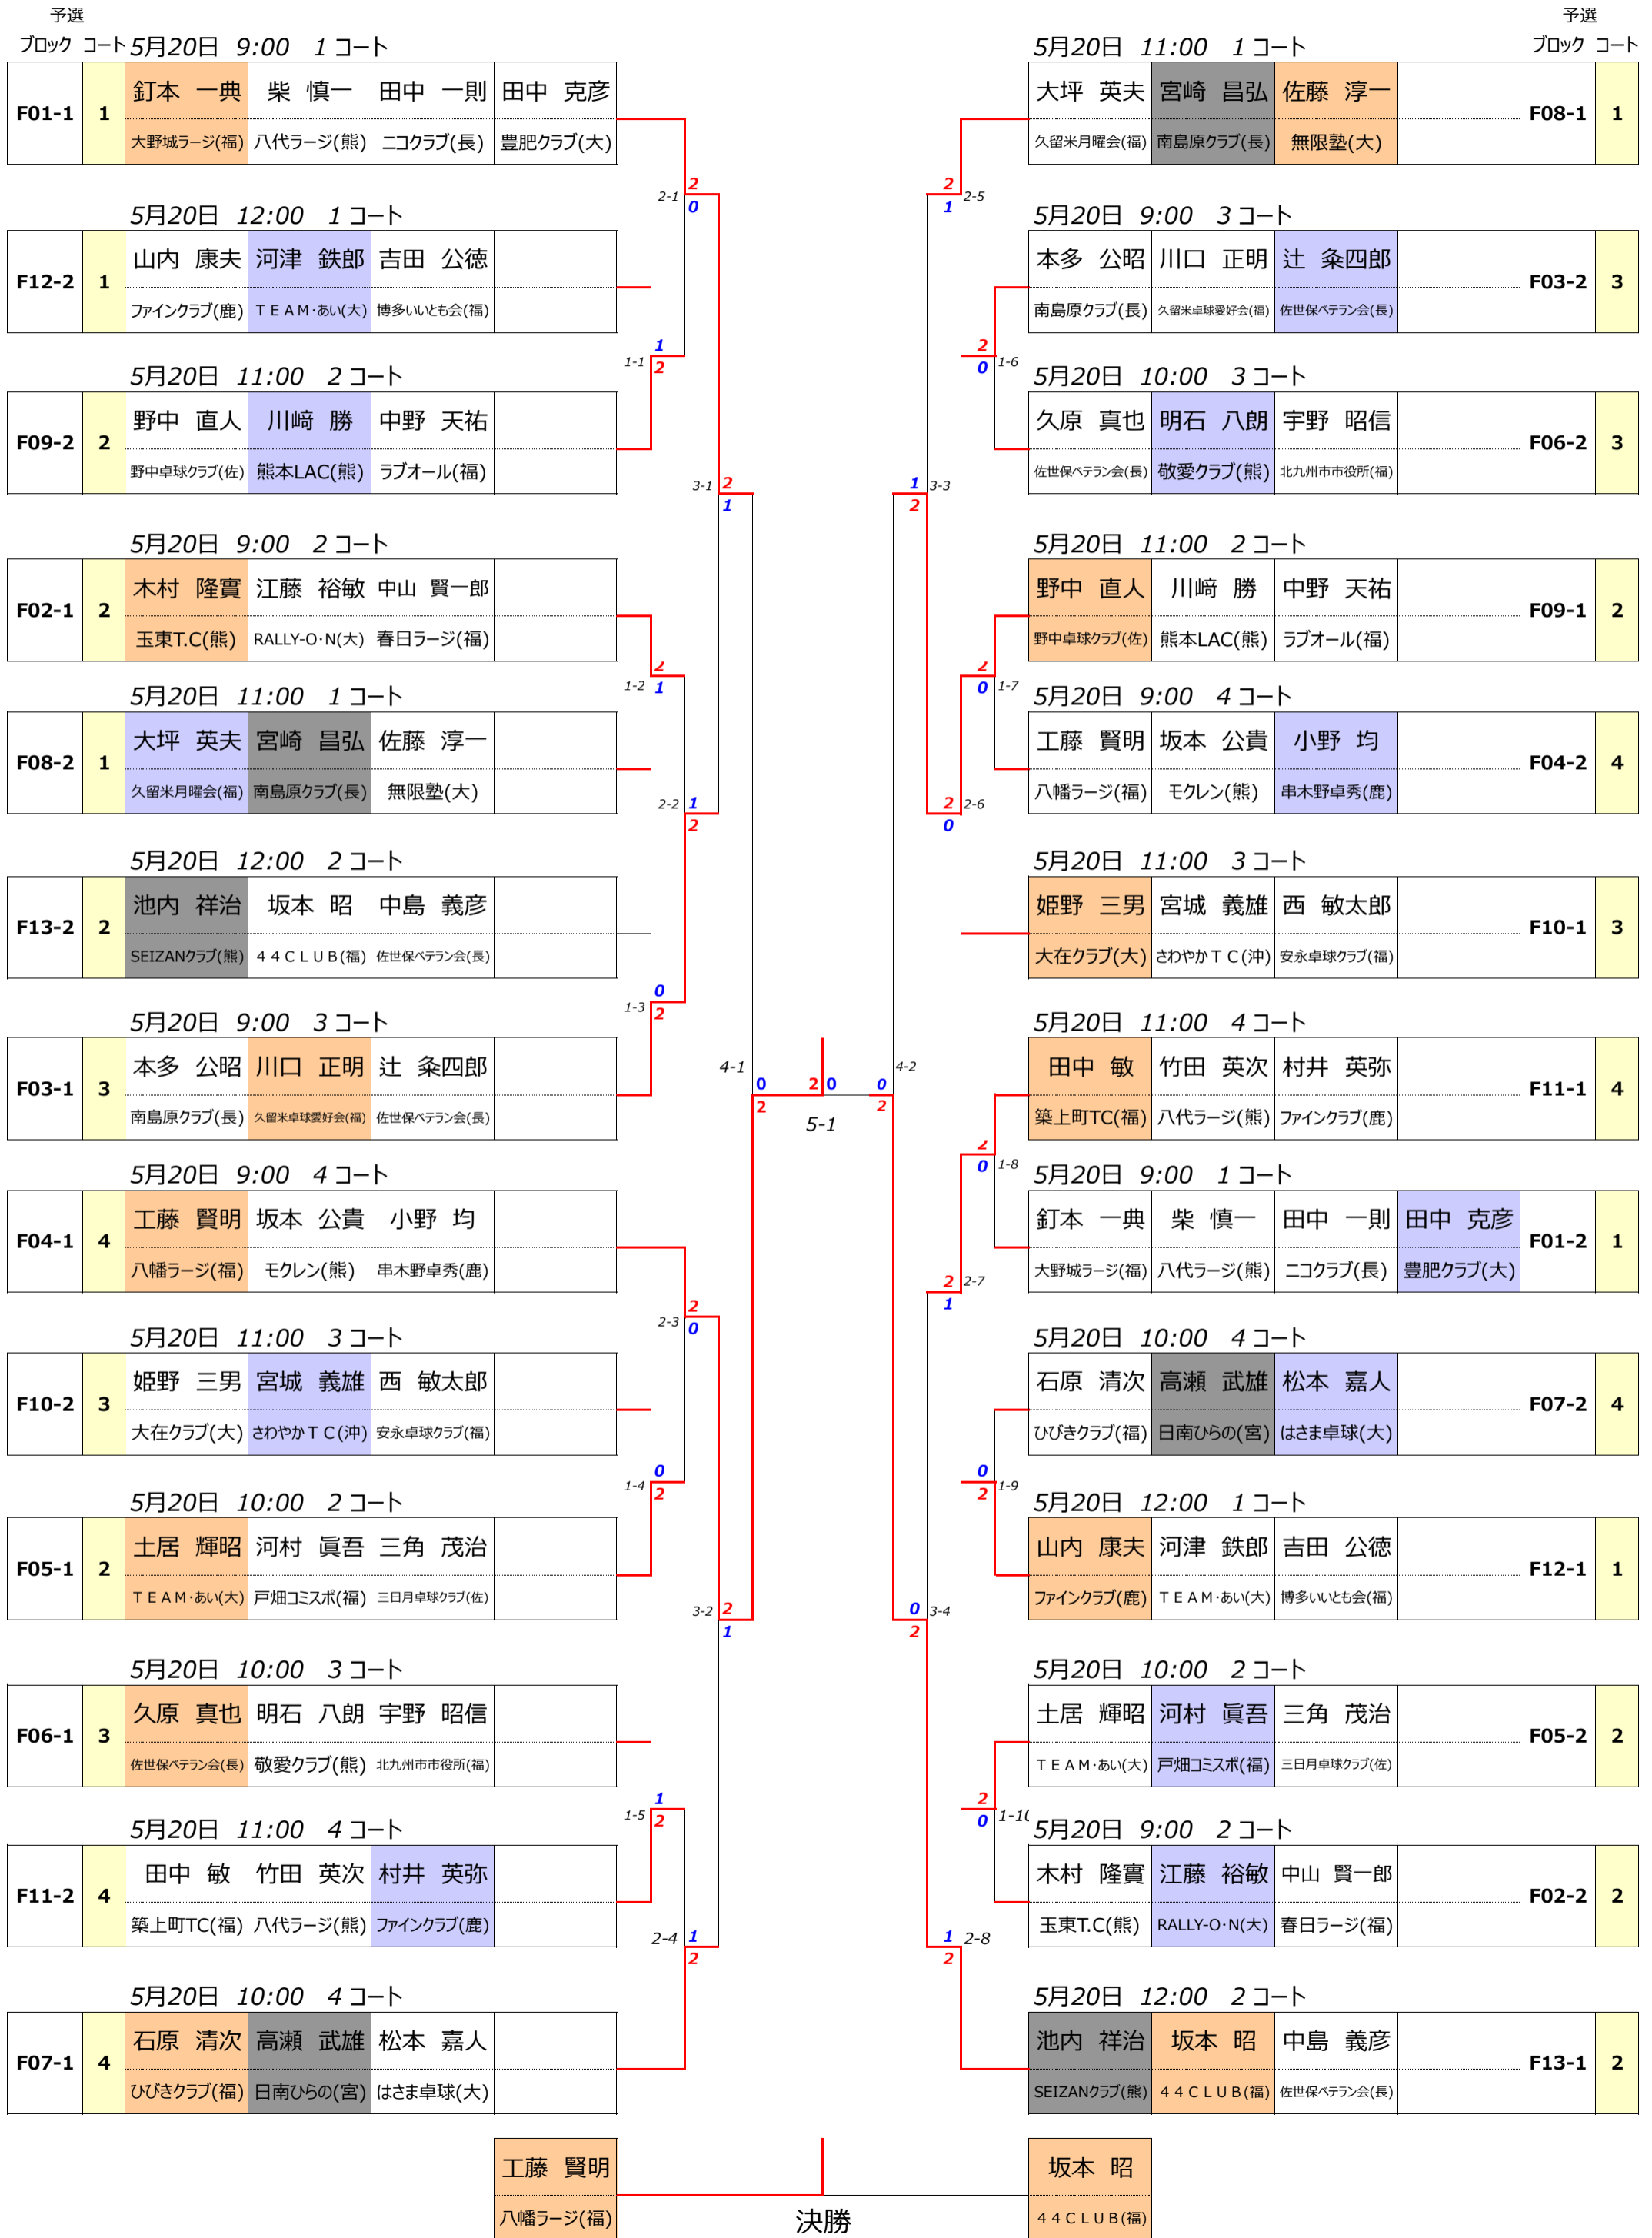 予選 予選
ブロック コート 5月20日 9:00 1 コート 5月20日 11:00 1 コート ブロック コート
釘本 一典 柴 慎一 田中 一則 田中 克彦 大坪 英夫 宮崎 昌弘 佐藤 淳一
F01-1 1 F08-1 1
大野城ラージ(福) 八代ラージ(熊) ニコクラブ(長) 豊肥クラブ(大) 久留米月曜会(福) 南島原クラブ(長) 無限塾(大)
2 2
2-1 0 1 2-5
5月20日 12:00 1 コート 5月20日 9:00 3 コート
山内 康夫 河津 鉄郎 吉田 公徳 本多 公昭 川口 正明 辻 粂四郎
F12-2 1 F03-2 3
ファインクラブ(鹿) ＴＥＡＭ･あい(大) 博多いいとも会(福) 南島原クラブ(長) 久留米卓球愛好会(福) 佐世保ベテラン会(長)
1 2
1-1 2 0 1-6
5月20日 11:00 2 コート 5月20日 10:00 3 コート
野中 直人 川﨑 勝 中野 天祐 久原 真也 明石 八朗 宇野 昭信
F09-2 2 F06-2 3
野中卓球クラブ(佐) 熊本LAC(熊) ラブオール(福) 佐世保ベテラン会(長) 敬愛クラブ(熊) 北九州市市役所(福)
3-1 2 1 3-3
1 2
5月20日 9:00 2 コート 5月20日 11:00 2 コート
木村 隆實 江藤 裕敏 中山 賢一郎 野中 直人 川﨑 勝 中野 天祐
F02-1 2 F09-1 2
玉東T.C(熊) RALLY-O･N(大) 春日ラージ(福) 野中卓球クラブ(佐) 熊本LAC(熊) ラブオール(福)
2 2
1-2 1 0 1-7
5月20日 11:00 1 コート 5月20日 9:00 4 コート
大坪 英夫 宮崎 昌弘 佐藤 淳一 工藤 賢明 坂本 公貴 小野 均
F08-2 1 F04-2 4
久留米月曜会(福) 南島原クラブ(長) 無限塾(大) 八幡ラージ(福) モクレン(熊) 串木野卓秀(鹿)
2-2 1 2 2-6
2 0
5月20日 12:00 2 コート 5月20日 11:00 3 コート
池内 祥治 坂本 昭 中島 義彦 姫野 三男 宮城 義雄 西 敏太郎
F13-2 2 F10-1 3
SEIZANクラブ(熊) ４４ＣＬＵＢ(福) 佐世保ベテラン会(長) 大在クラブ(大) さわやかＴＣ(沖) 安永卓球クラブ(福)
0
1-3 2
5月20日 9:00 3 コート 5月20日 11:00 4 コート
本多 公昭 川口 正明 辻 粂四郎 田中 敏 竹田 英次 村井 英弥
F03-1 3 4-1 0 2 0 0 4-2 F11-1 4
南島原クラブ(長) 久留米卓球愛好会(福) 佐世保ベテラン会(長) 2 5-1 2 築上町TC(福) 八代ラージ(熊) ファインクラブ(鹿)
2
0 1-8
5月20日 9:00 4 コート 5月20日 9:00 1 コート
工藤 賢明 坂本 公貴 小野 均 釘本 一典 柴 慎一 田中 一則 田中 克彦
F04-1 4 F01-2 1
八幡ラージ(福) モクレン(熊) 串木野卓秀(鹿) 大野城ラージ(福) 八代ラージ(熊) ニコクラブ(長) 豊肥クラブ(大)
2 2 2-7
2-3 0 1
5月20日 11:00 3 コート 5月20日 10:00 4 コート
姫野 三男 宮城 義雄 西 敏太郎 石原 清次 高瀬 武雄 松本 嘉人
F10-2 3 F07-2 4
大在クラブ(大) さわやかＴＣ(沖) 安永卓球クラブ(福) ひびきクラブ(福) 日南ひらの(宮) はさま卓球(大)
0 0
1-4 2 2 1-9
5月20日 10:00 2 コート 5月20日 12:00 1 コート
土居 輝昭 河村 眞吾 三角 茂治 山内 康夫 河津 鉄郎 吉田 公徳
F05-1 2 F12-1 1
ＴＥＡＭ･あい(大) 戸畑コミスポ(福) 三日月卓球クラブ(佐) ファインクラブ(鹿) ＴＥＡＭ･あい(大) 博多いいとも会(福)
3-2 2 0 3-4
1 2
5月20日 10:00 3 コート 5月20日 10:00 2 コート
久原 真也 明石 八朗 宇野 昭信 土居 輝昭 河村 眞吾 三角 茂治
F06-1 3 F05-2 2
佐世保ベテラン会(長) 敬愛クラブ(熊) 北九州市市役所(福) ＴＥＡＭ･あい(大) 戸畑コミスポ(福) 三日月卓球クラブ(佐)
1 2
1-5 2 0 1-10
5月20日 11:00 4 コート 5月20日 9:00 2 コート
田中 敏 竹田 英次 村井 英弥 木村 隆實 江藤 裕敏 中山 賢一郎
F11-2 4 F02-2 2
築上町TC(福) 八代ラージ(熊) ファインクラブ(鹿) 玉東T.C(熊) RALLY-O･N(大) 春日ラージ(福)
2-4 1 1 2-8
2 2
5月20日 10:00 4 コート 5月20日 12:00 2 コート
石原 清次 高瀬 武雄 松本 嘉人 池内 祥治 坂本 昭 中島 義彦
F07-1 4 F13-1 2
ひびきクラブ(福) 日南ひらの(宮) はさま卓球(大) SEIZANクラブ(熊) ４４ＣＬＵＢ(福) 佐世保ベテラン会(長)
工藤 賢明 坂本 昭
八幡ラージ(福) 決勝 ４４ＣＬＵＢ(福)